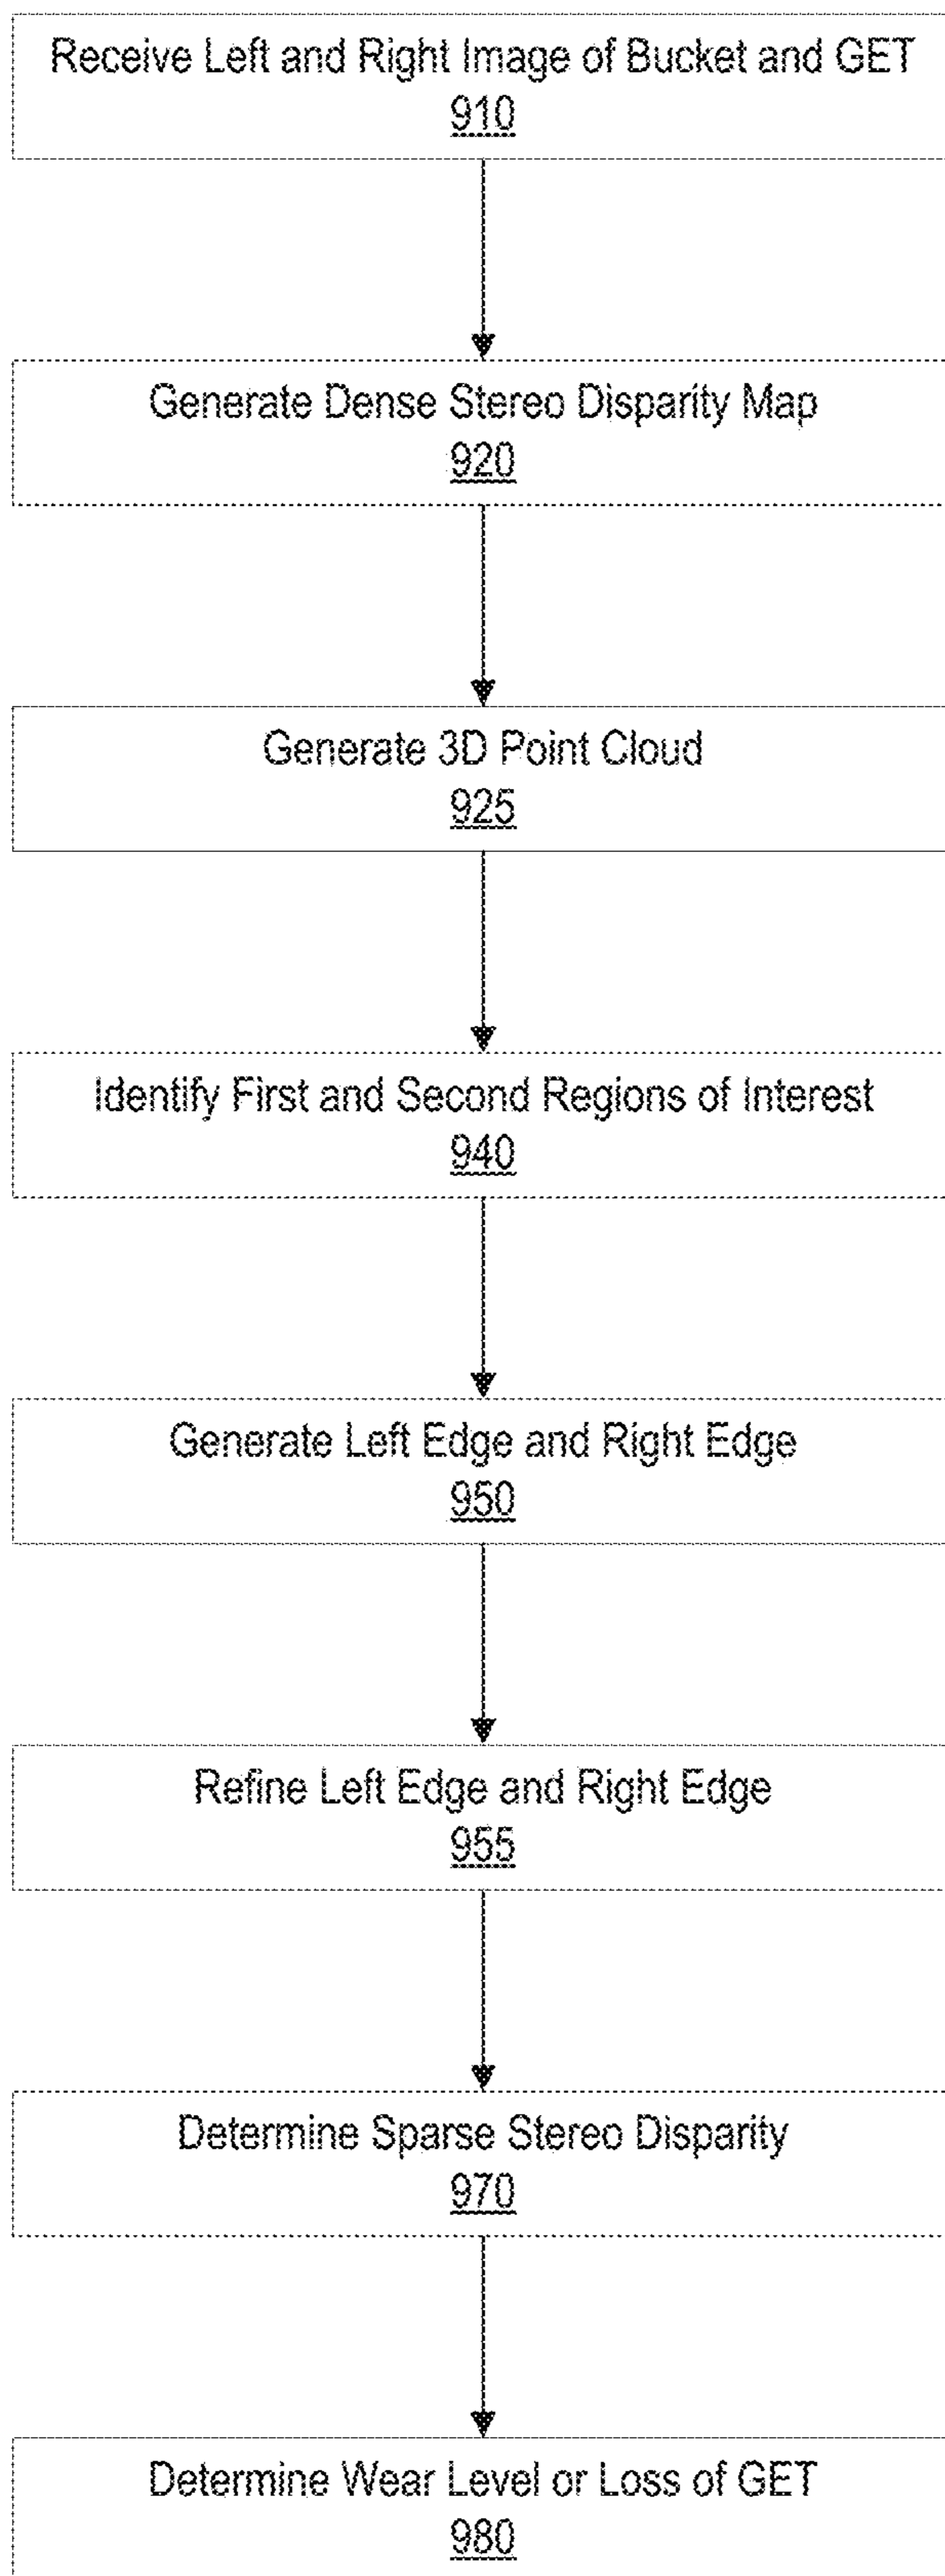 Receive Left and Right Image of Bucket and GET
910
Generate Dense Stereo Disparity Map
920
Generate 3D Point Cloud
925
Identify First and Second Regions of Interest
940
Generate Left Edge and Right Edge
950
Refine Left Edge and Right Edge
955
Determine Sparse Stereo Disparity
970
Determine Wear Level or Loss of GET
980